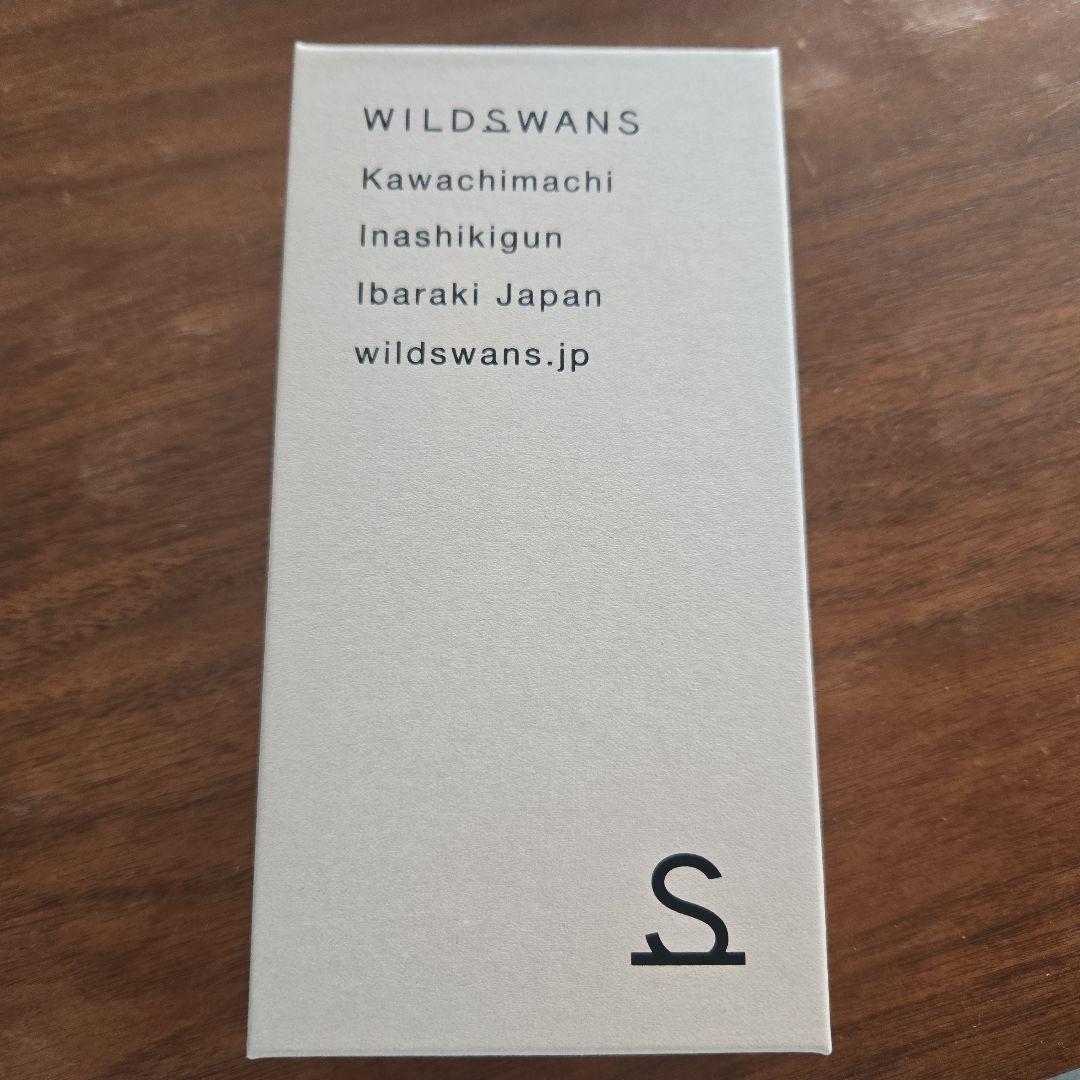 WILDSWANS
Kawachimachi
Inashikigun
Ibaraki Japan
wildswans.jp
S